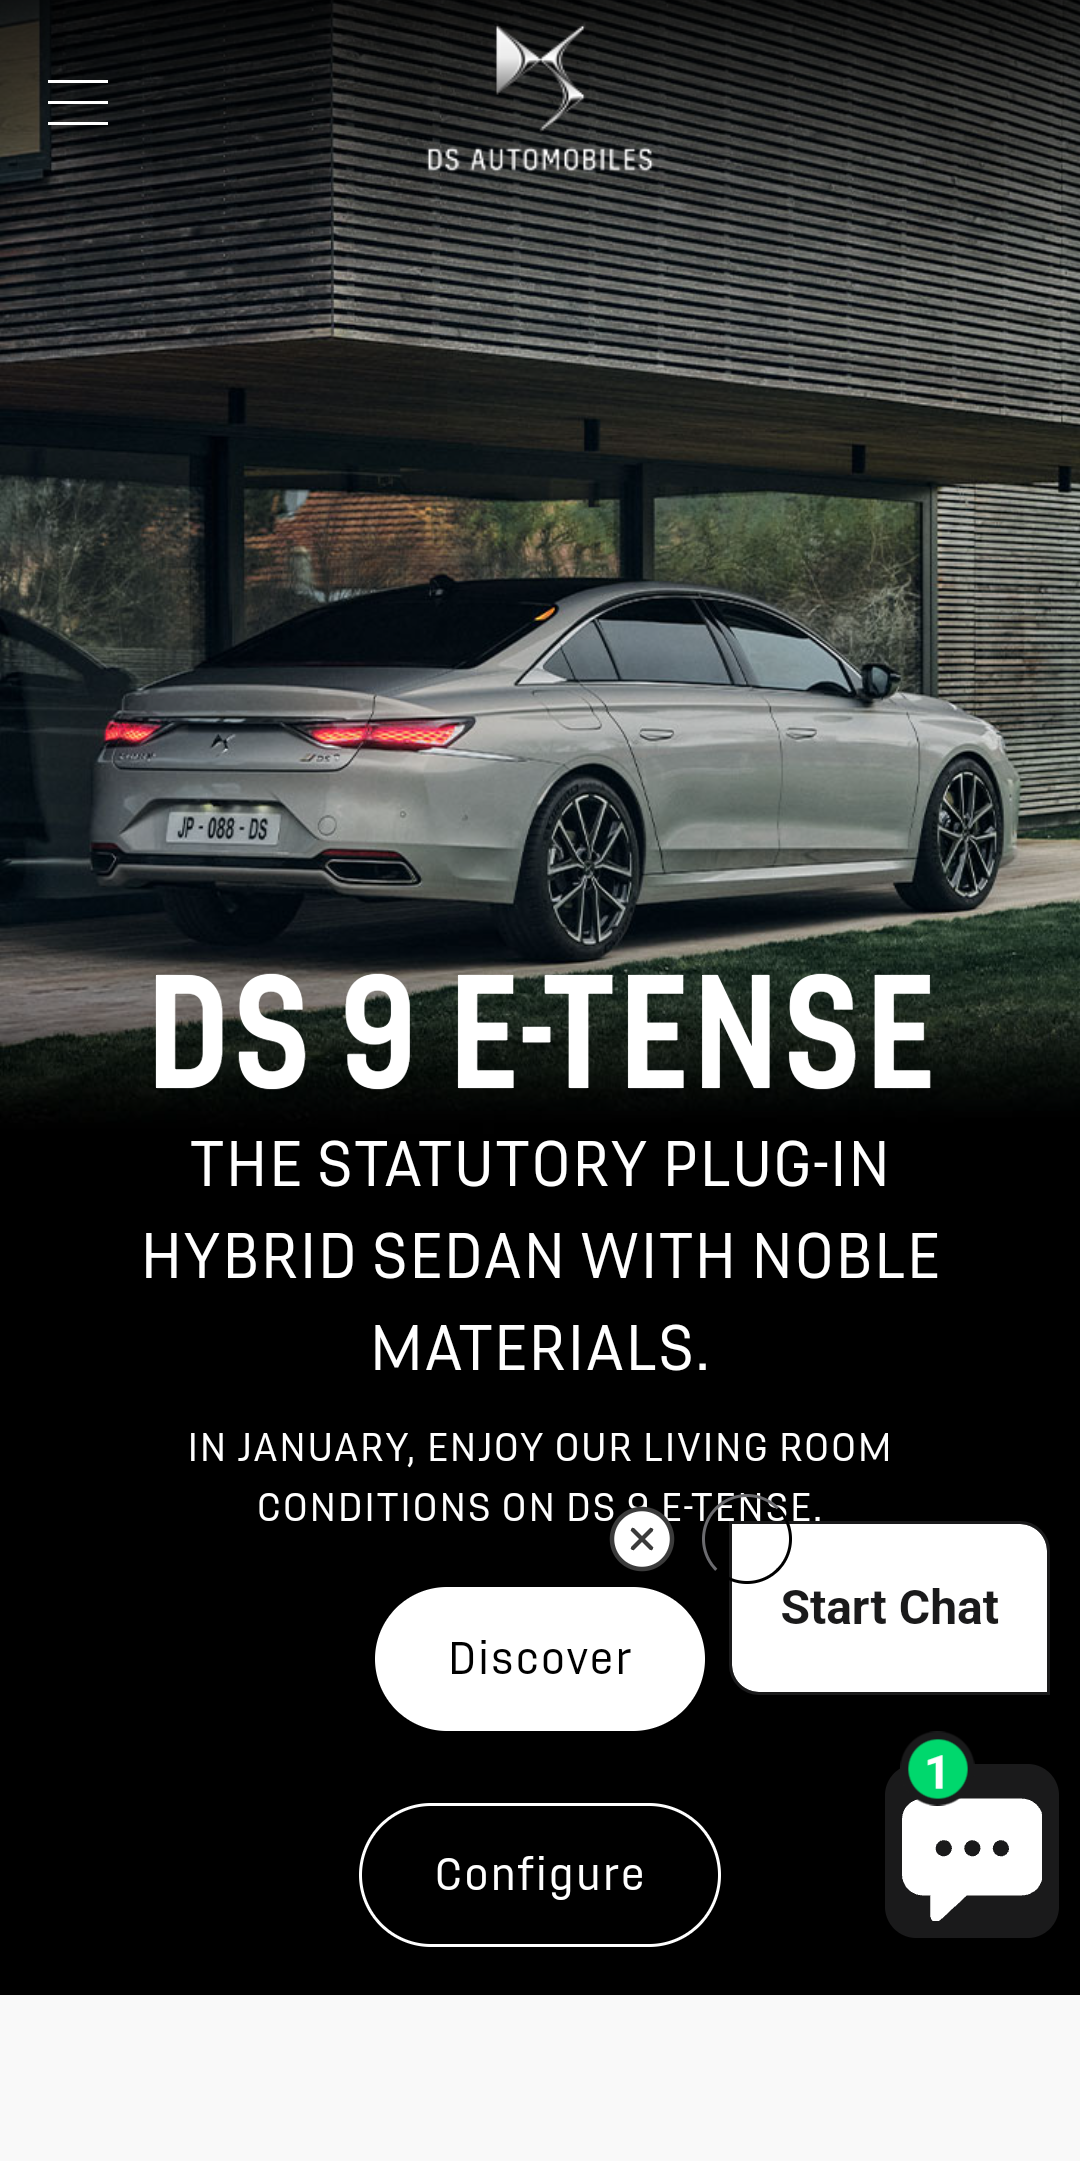 DS AUTOMOBILES
JP - 088 - DS
DS 9 E-TENSE
THE STATUTORY PLUG-IN
HYBRID SEDAN WITH NOBLE
MATERIALS.
IN JANUARY, ENJOY OUR LIVING ROOM
CONDITIONS ON DS 9 E-TENSE.
Start Chat
Discover
1
Configure